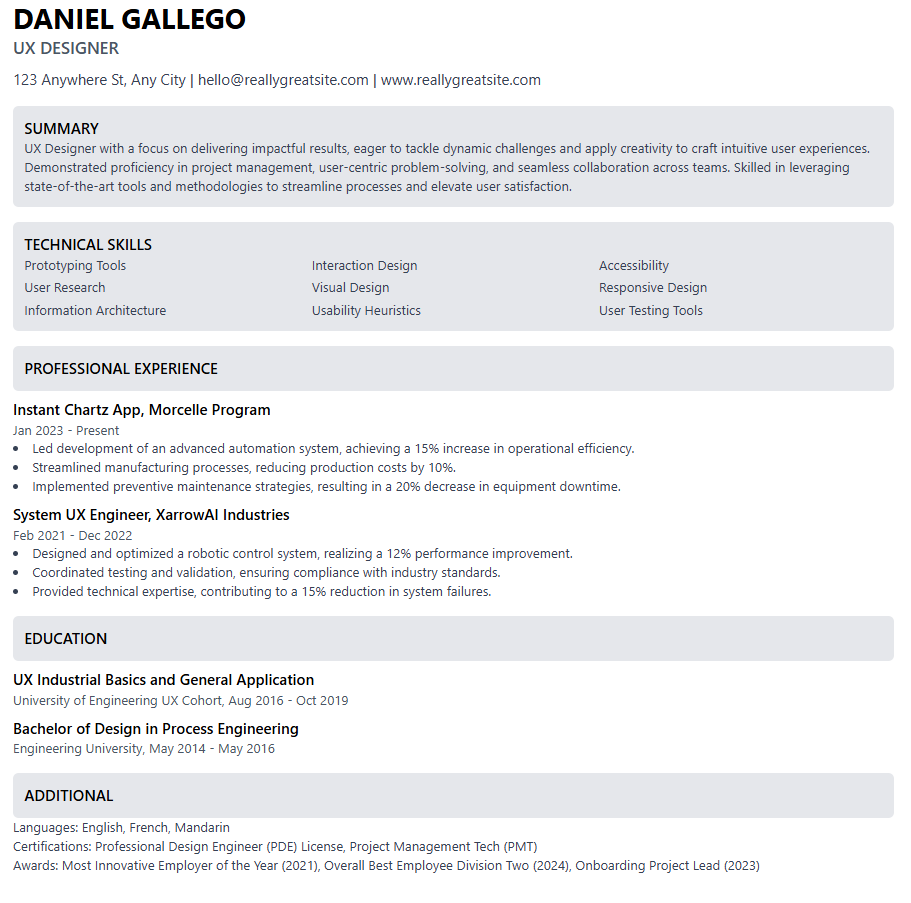 DANIEL GALLEGO
UX DESIGNER
123 Anywhere St, Any City | hello@reallygreatsite.com | www.reallygreatsite.com
SUMMARY
UX Designer with a focus on delivering impactful results, eager to tackle dynamic challenges and apply creativity to craft intuitive user experiences.
Demonstrated proficiency in project management, user-centric problem-solving, and seamless collaboration across teams. Skilled in leveraging
state-of-the-art tools and methodologies to streamline processes and elevate user satisfaction.
TECHNICAL SKILLS
Prototyping Tools Interaction Design Accessibility
User Research Visual Design Responsive Design
Information Architecture Usability Heuristics User Testing Tools
PROFESSIONAL EXPERIENCE
Instant Chartz App, Morcelle Program
Jan 2023 - Present
• Led development of an advanced automation system, achieving a 15% increase in operational efficiency.
• Streamlined manufacturing processes, reducing production costs by 10%.
• Implemented preventive maintenance strategies, resulting in a 20% decrease in equipment downtime.
System UX Engineer, XarrowAI Industries
Feb 2021 - Dec 2022
• Designed and optimized a robotic control system, realizing a 12% performance improvement.
• Coordinated testing and validation, ensuring compliance with industry standards.
• Provided technical expertise, contributing to a 15% reduction in system failures.
EDUCATION
UX Industrial Basics and General Application
University of Engineering UX Cohort, Aug 2016 - Oct 2019
Bachelor of Design in Process Engineering
Engineering University, May 2014 - May 2016
ADDITIONAL
Languages: English, French, Mandarin
Certifications: Professional Design Engineer (PDE) License, Project Management Tech (PMT)
Awards: Most Innovative Employer of the Year (2021), Overall Best Employee Division Two (2024), Onboarding Project Lead (2023)